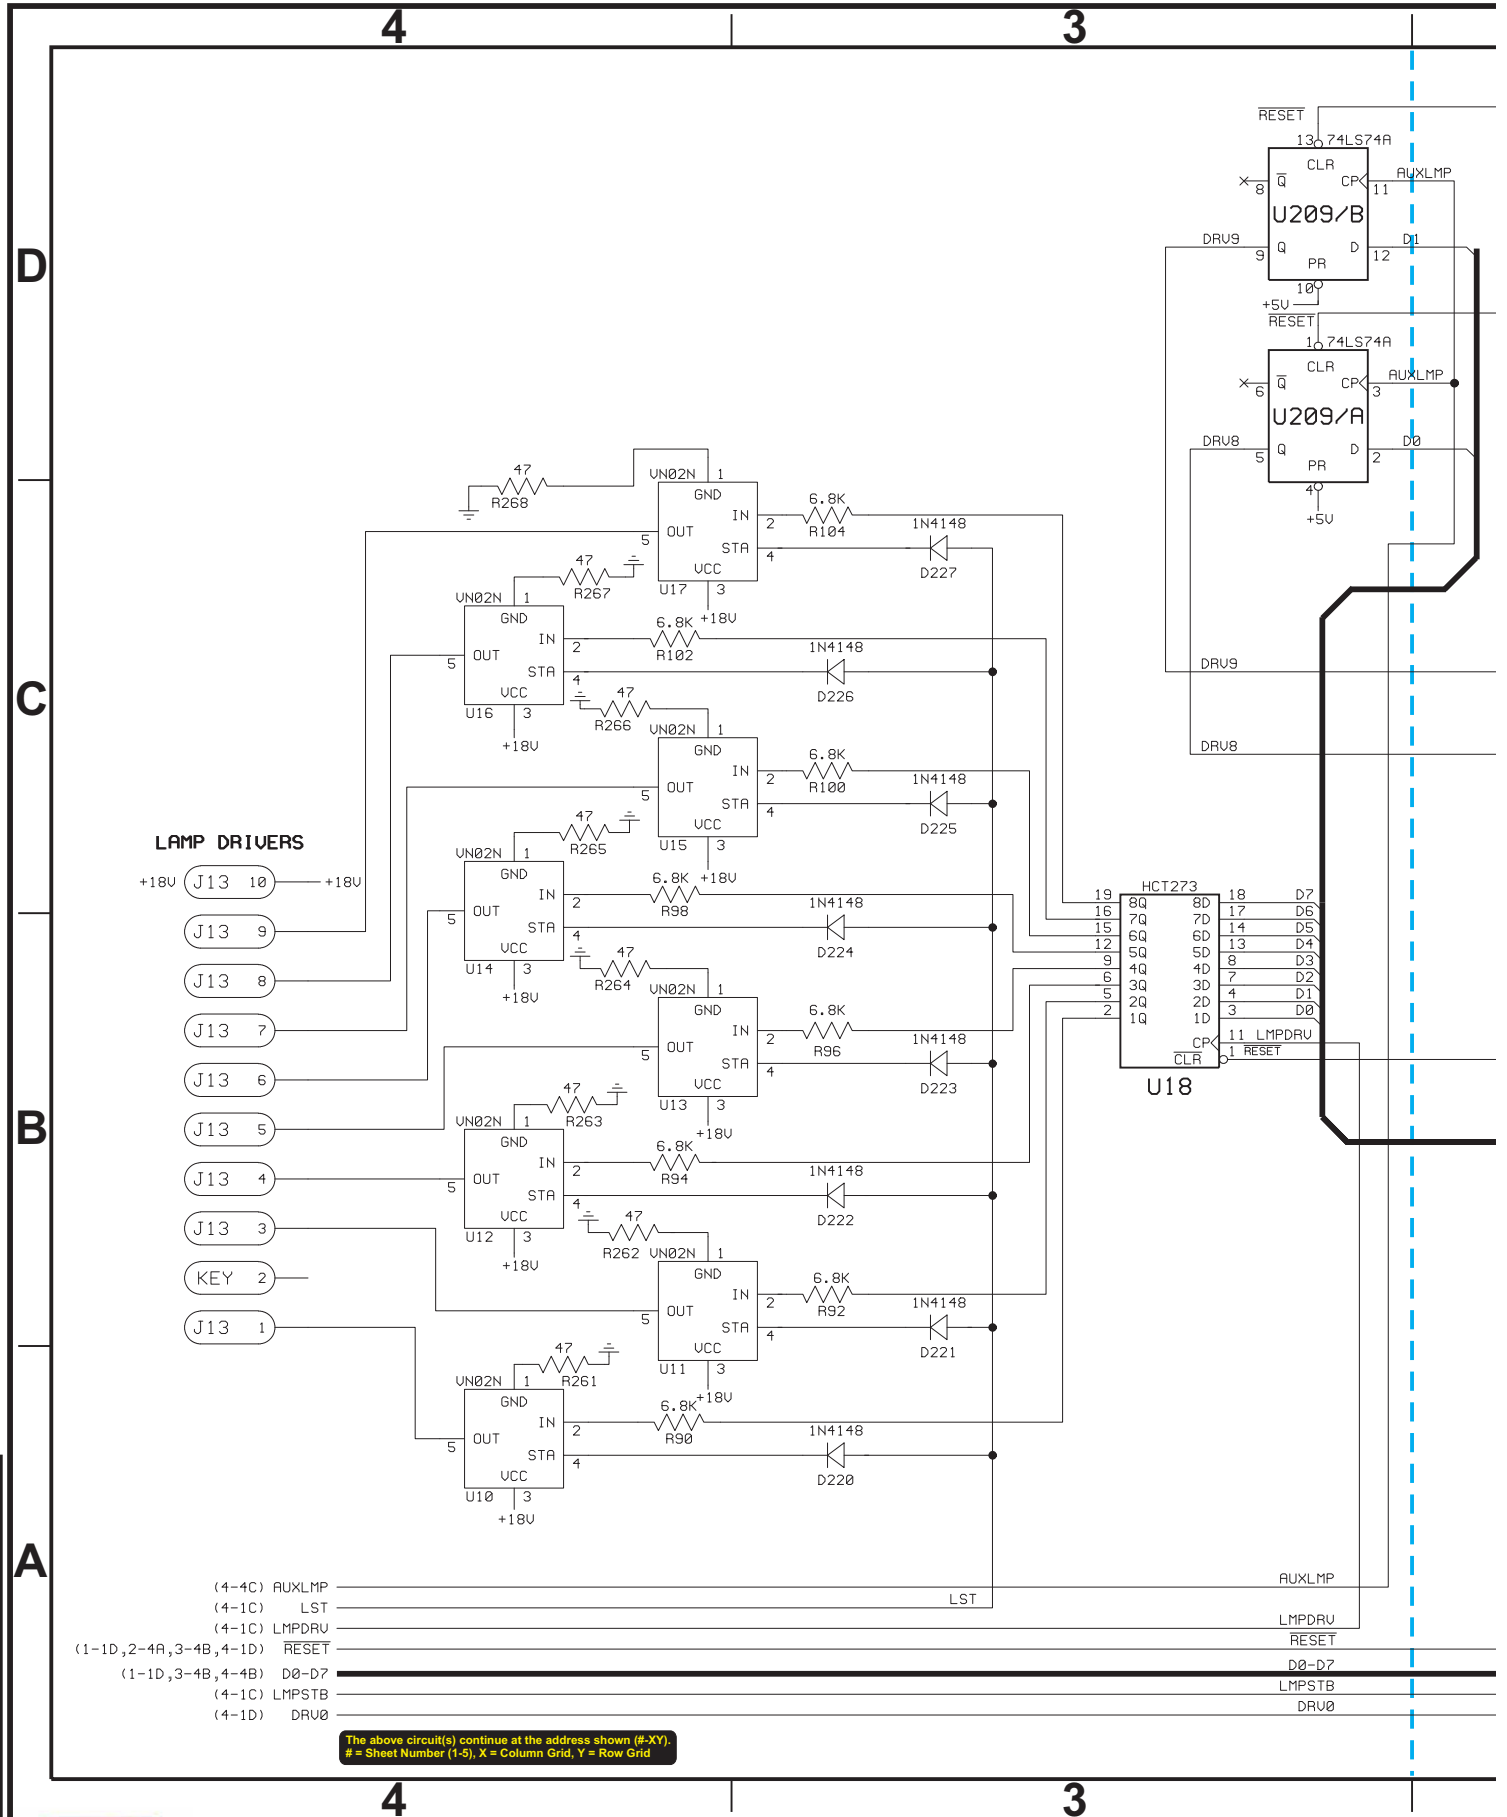 4 3
RESET
13 74LS74A
CLR
8 Q CP 11 AUXLMP
U209/B
DRV9 9 Q D 12 D1
PR
10
+5V
D
RESET
1 74LS74A
CLR
6 Q CP 3 AUXLMP
U209/A
DRV8 5 Q D 2 D0
PR
4
+5V
47
R268
VN02N 1
GND
IN 2
5 OUT
STA 4
VCC
U17 3
+18V
6.8K
R104
1N4148
D227
47
R267
VN02N 1
GND
IN 2
5 OUT
STA 4
VCC
U16 3
+18V
6.8K
R102
1N4148
D226
DRV9
C
47
R266
VN02N 1
GND
IN 2
5 OUT
STA 4
VCC
U15 3
+18V
6.8K
R100
1N4148
D225
DRV8
47
R265
VN02N 1
GND
IN 2
5 OUT
STA 4
VCC
U14 3
+18V
6.8K
R98
1N4148
D224
LAMP DRIVERS
+18V J13 10 +18V
J13 9
J13 8
J13 7
J13 6
J13 5
J13 4
J13 3
KEY 2
J13 1
HCT273
19 8Q 8D 18 D7
16 7Q 7D 17 D6
15 6Q 6D 14 D5
12 5Q 5D 13 D4
9 4Q 4D 8 D3
6 3Q 3D 7 D2
5 2Q 2D 4 D1
2 1Q 1D 3 D0
CP 11 LMPDRV
CLR 1 RESET
U18
47
R264
VN02N 1
GND
IN 2
5 OUT
STA 4
VCC
U13 3
+18V
6.8K
R96
1N4148
D223
B
47
R263
VN02N 1
GND
IN 2
5 OUT
STA 4
VCC
U12 3
+18V
6.8K
R94
1N4148
D222
47
R262
VN02N 1
GND
IN 2
5 OUT
STA 4
VCC
U11 3
+18V
6.8K
R92
1N4148
D221
47
R261
VN02N 1
GND
IN 2
5 OUT
STA 4
VCC
U10 3
+18V
6.8K
R90
1N4148
D220
A
(4-4C) AUXLMP AUXLMP
(4-1C) LST LST
(4-1C) LMPDRV LMPDRV
(1-1D,2-4A,3-4B,4-1D) RESET RESET
(1-1D,3-4B,4-4B) D0-D7 D0-D7
(4-1C) LMPSTB LMPSTB
(4-1D) DRV0 DRV0
The above circuit(s) continue at the address shown (#-XY).
# = Sheet Number (1-5), X = Column Grid, Y = Row Grid
4 3